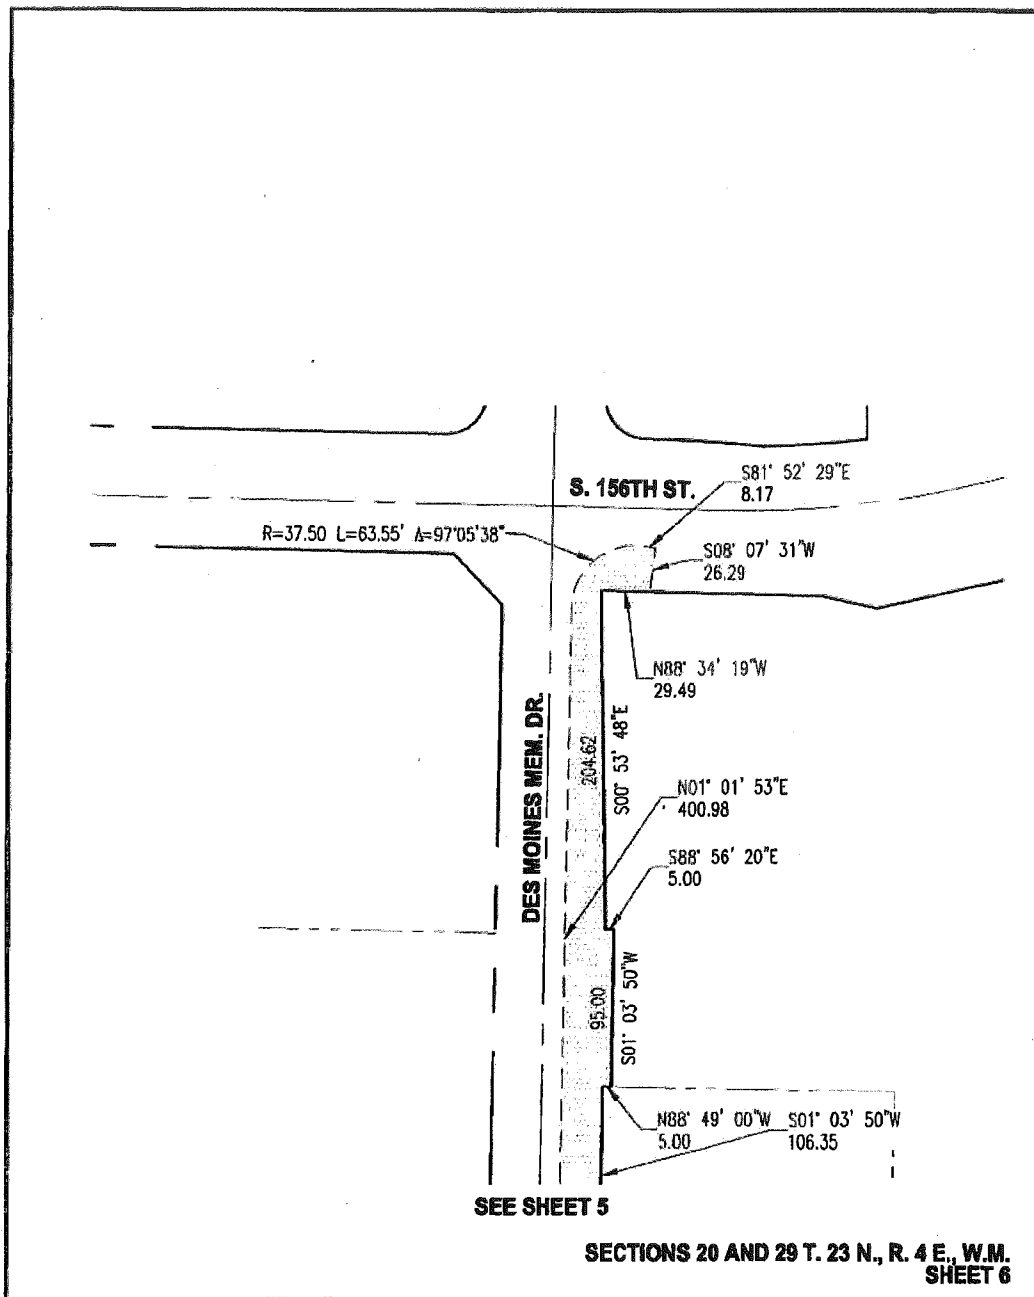 S. 156TH ST.
S81° 52' 29"E
8.17
R=37.50 L=63.55' Δ=97°05'38"
S08° 07' 31"W
26.29
N88° 34' 19"W
29.49
DES MOINES MEM. DR.
204.62
S00° 53' 48"E
N01° 01' 53"E
400.98
S88° 56' 20"E
5.00
95.00
S01° 03' 50"W
N88° 49' 00"W
5.00
S01° 03' 50"W
106.35
SEE SHEET 5
SECTIONS 20 AND 29 T. 23 N., R. 4 E., W.M.
SHEET 6